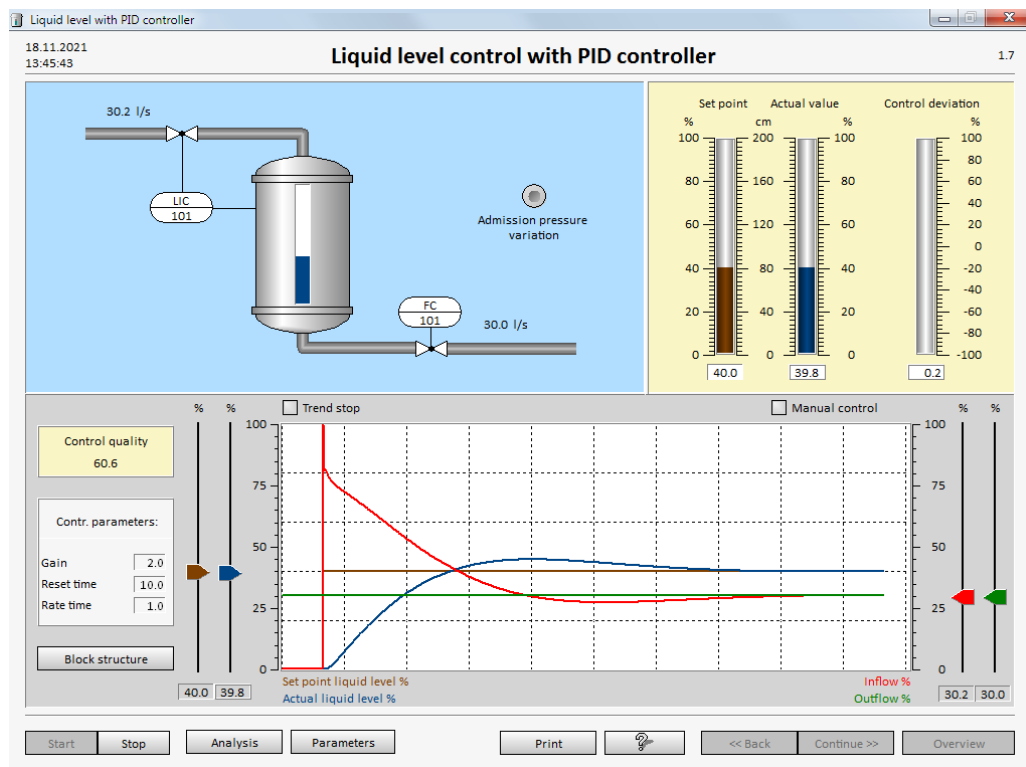 Liquid level with PID controller
18.11.2021
13:45:43
Liquid level control with PID controller
1.7
30.2 l/s
LIC
101
Admission pressure
variation
FC
101
30.0 l/s
Set point Actual value Control deviation
% cm % %
100 200 100 100
80
80 160 80 60
40
60 120 60 20
0
40 80 40 -20
-40
20 40 20 -60
-80
0 0 0 -100
40.0 39.8 0.2
% % Trend stop Manual control % %
Control quality
60.6
Contr. parameters:
Gain 2.0
Reset time 10.0
Rate time 1.0
Block structure
40.0 39.8
100 100
75 75
50 50
25 25
0 0
Set point liquid level % Inflow %
Actual liquid level % Outflow %
30.2 30.0
Start Stop Analysis Parameters Print ? << Back Continue >> Overview